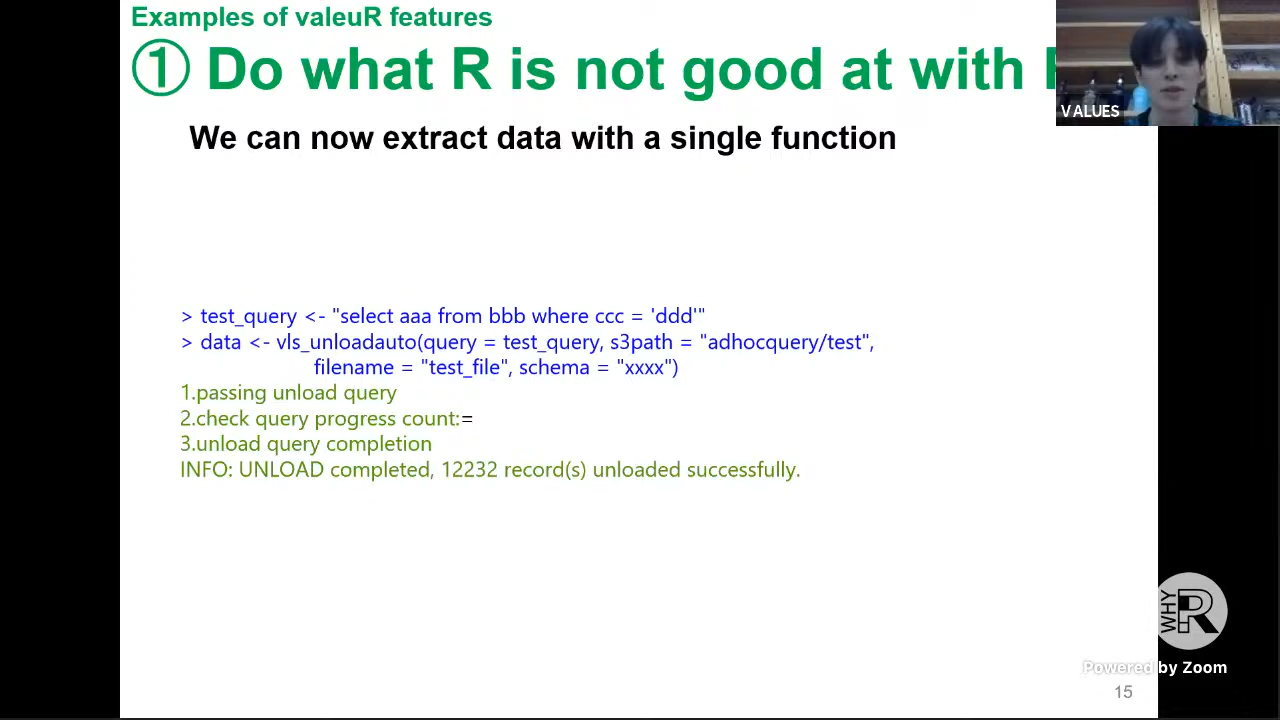 Examples of valeuR features
① Do what R is not good at with
VALUES
We can now extract data with a single function
> test_query <- "select aaa from bbb where ccc = 'ddd'"
> data <- vls_unloadauto(query = test_query, s3path = "adhocquery/test",
filename = "test_file", schema = "xxxx")
1.passing unload query
2.check query progress count:=
3.unload query completion
INFO: UNLOAD completed, 12232 record(s) unloaded successfully.
WHY R?
Powered by Zoom
15